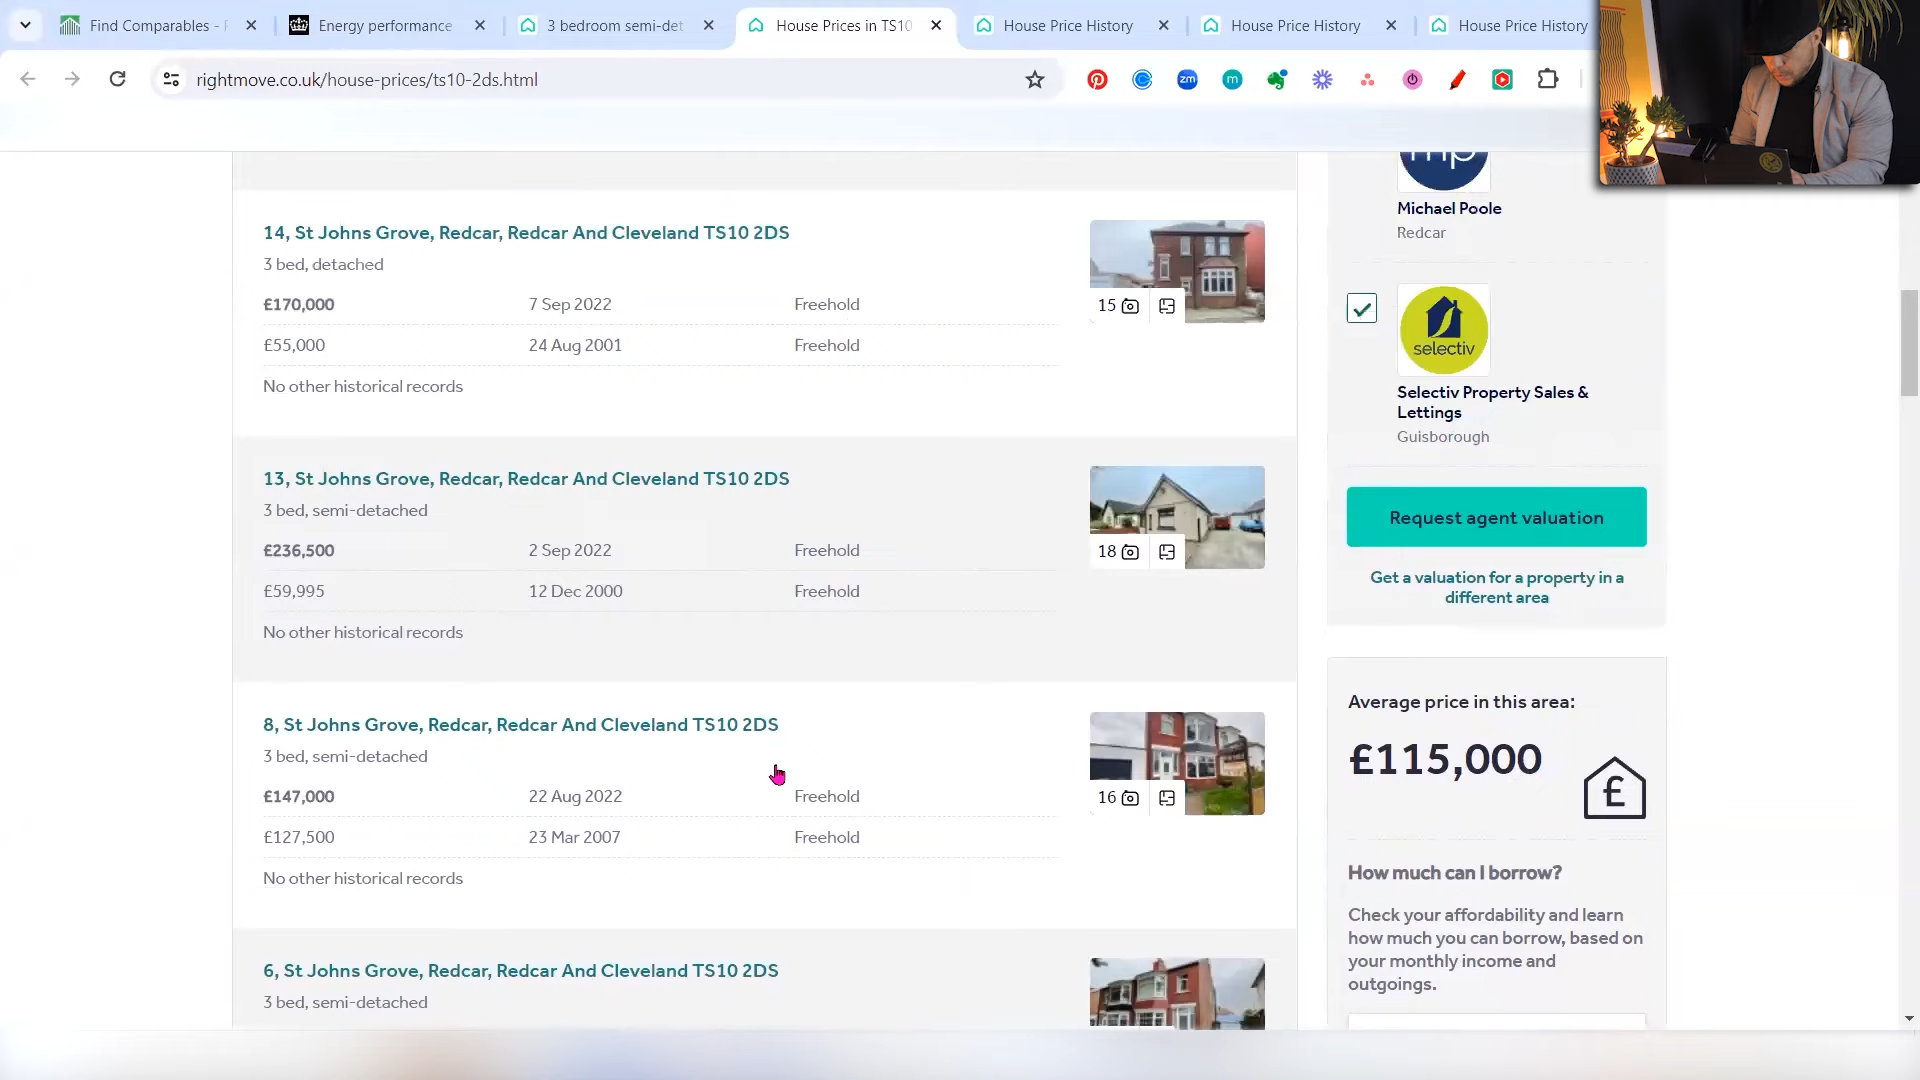 Find Comparables -
Energy performance
3 bedroom semi-det
House Prices in TS10
House Price History
House Price History
House Price History
rightmove.co.uk/house-prices/ts10-2ds.html
zm
m
mp
Michael Poole
Redcar
14, St Johns Grove, Redcar, Redcar And Cleveland TS10 2DS
3 bed, detached
£170,000 7 Sep 2022 Freehold
£55,000 24 Aug 2001 Freehold
No other historical records
15
selectiv
Selectiv Property Sales &
Lettings
Guisborough
13, St Johns Grove, Redcar, Redcar And Cleveland TS10 2DS
3 bed, semi-detached
£236,500 2 Sep 2022 Freehold
£59,995 12 Dec 2000 Freehold
No other historical records
18
Request agent valuation
Get a valuation for a property in a
different area
8, St Johns Grove, Redcar, Redcar And Cleveland TS10 2DS
3 bed, semi-detached
£147,000 22 Aug 2022 Freehold
£127,500 23 Mar 2007 Freehold
No other historical records
16
Average price in this area:
£115,000
£
How much can I borrow?
Check your affordability and learn
how much you can borrow, based on
your monthly income and
outgoings.
6, St Johns Grove, Redcar, Redcar And Cleveland TS10 2DS
3 bed, semi-detached